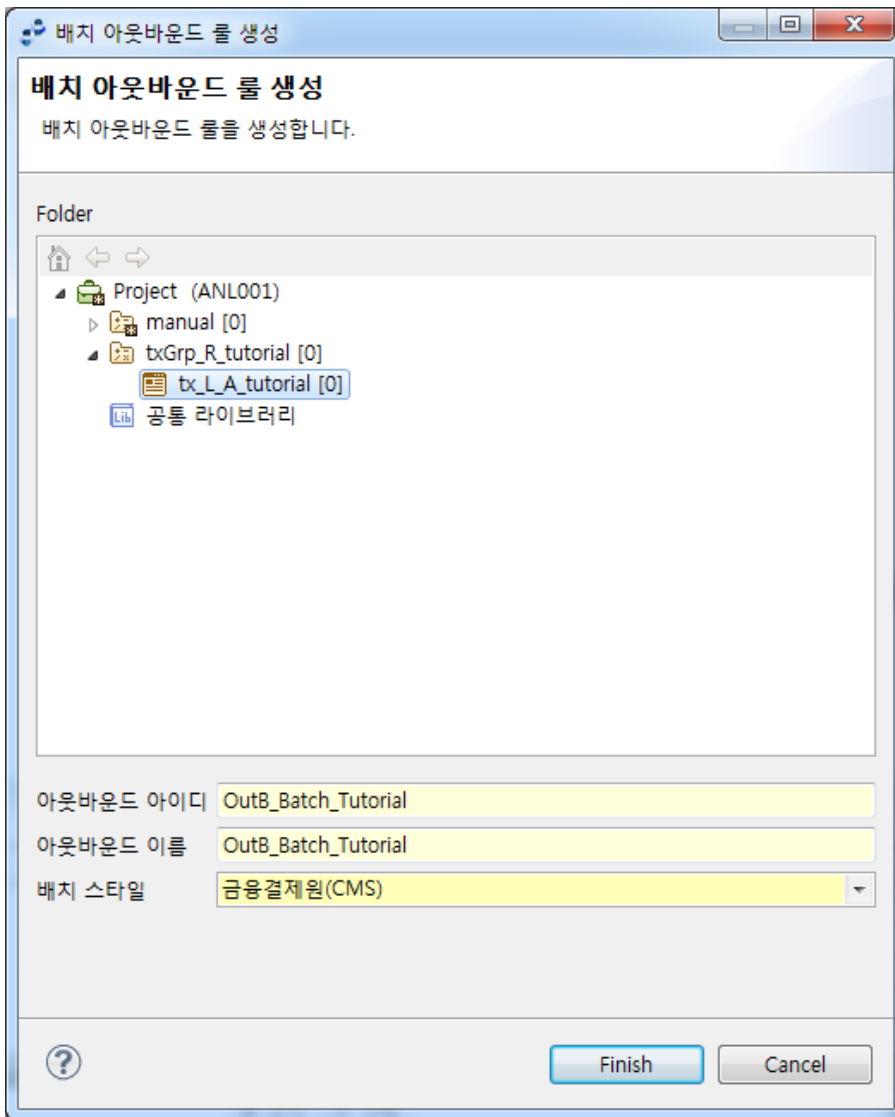 배치 아웃바운드 룰 생성
배치 아웃바운드 룰 생성
배치 아웃바운드 룰을 생성합니다.
Folder
Project (ANL001)
manual [0]
txGrp_R_tutorial [0]
tx_L_A_tutorial [0]
Lib 공통 라이브러리
아웃바운드 아이디 OutB_Batch_Tutorial
아웃바운드 이름 OutB_Batch_Tutorial
배치 스타일 금융결제원(CMS)
? Finish Cancel